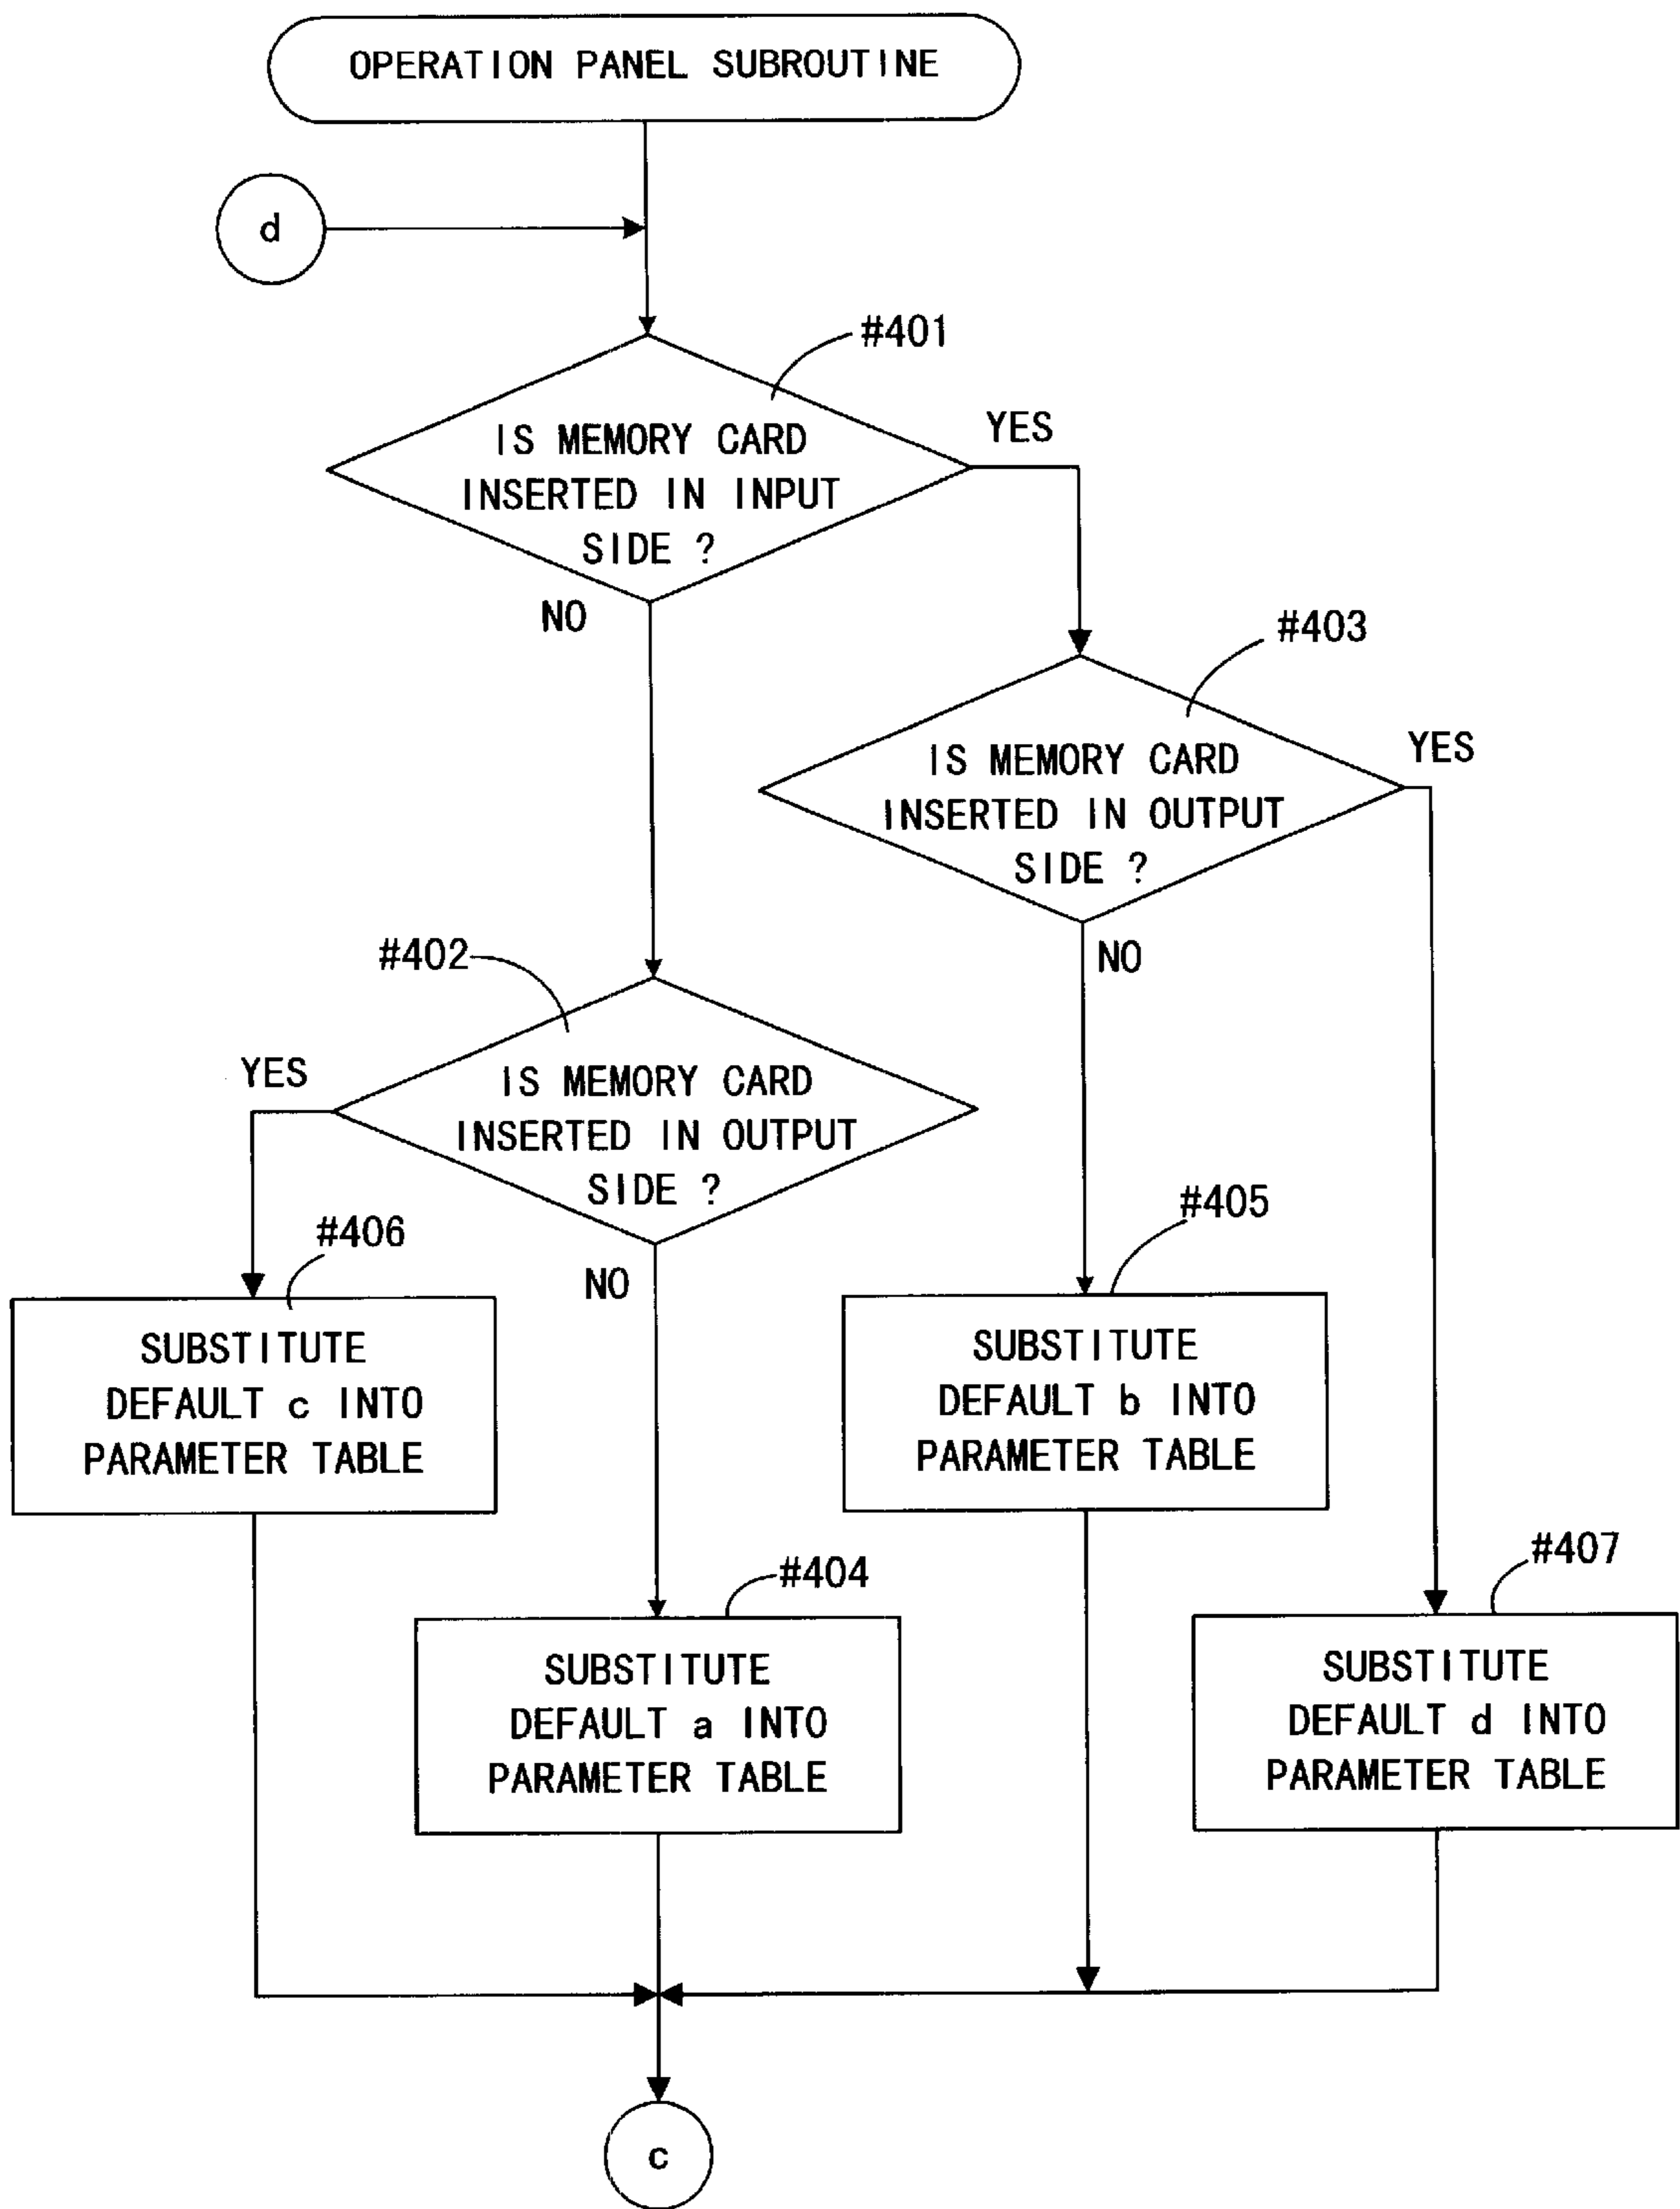 OPERATION PANEL SUBROUTINE
d
#401
IS MEMORY CARD
INSERTED IN INPUT
SIDE ?
YES
NO
#403
IS MEMORY CARD
INSERTED IN OUTPUT
SIDE ?
YES
NO
#402
IS MEMORY CARD
INSERTED IN OUTPUT
SIDE ?
YES
NO
#406
SUBSTITUTE
DEFAULT c INTO
PARAMETER TABLE
#405
SUBSTITUTE
DEFAULT b INTO
PARAMETER TABLE
#404
SUBSTITUTE
DEFAULT a INTO
PARAMETER TABLE
#407
SUBSTITUTE
DEFAULT d INTO
PARAMETER TABLE
c